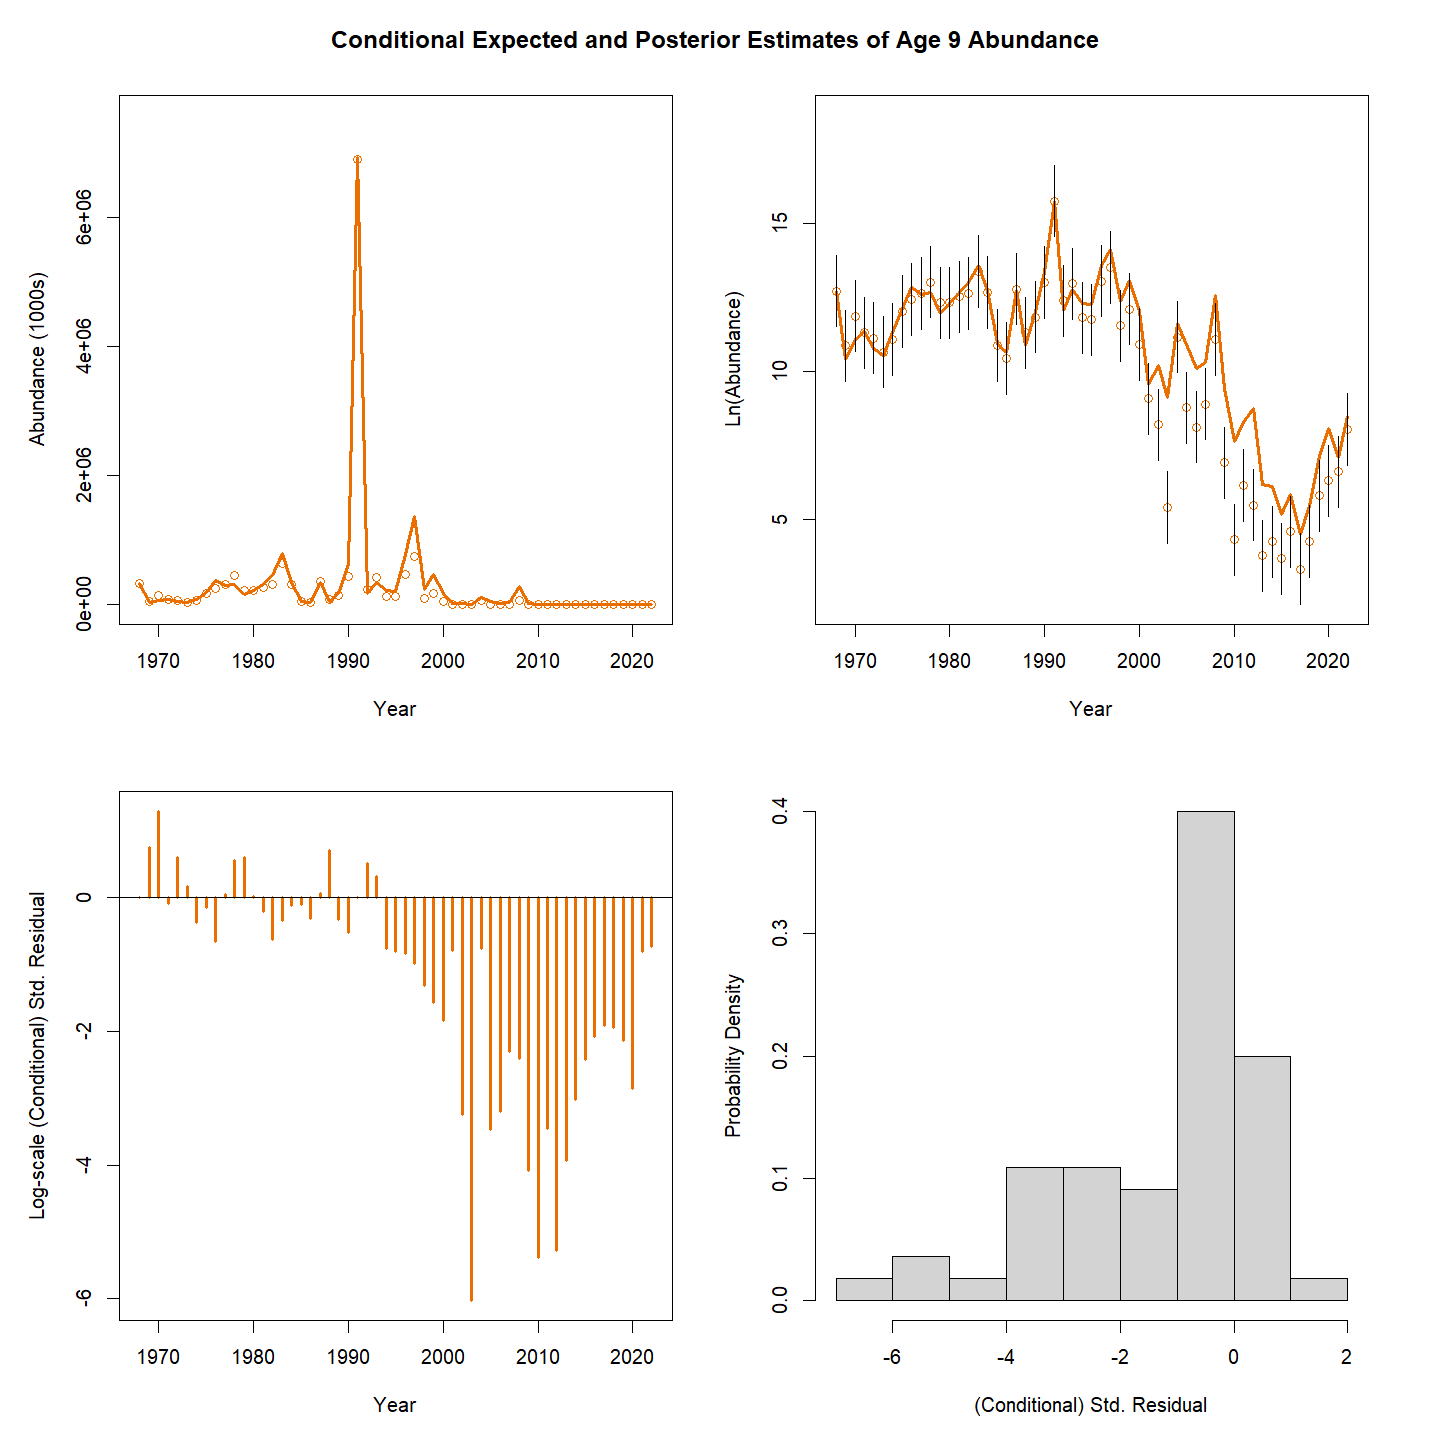 Conditional Expected and Posterior Estimates of Age 9 Abundance
Abundance (1000s)
0e+00 2e+06 4e+06 6e+06
1970 1980 1990 2000 2010 2020
Year
Ln(Abundance)
5 10 15
1970 1980 1990 2000 2010 2020
Year
Log-scale (Conditional) Std. Residual
-6 -4 -2 0
1970 1980 1990 2000 2010 2020
Year
Probability Density
0.0 0.1 0.2 0.3 0.4
-6 -4 -2 0 2
(Conditional) Std. Residual